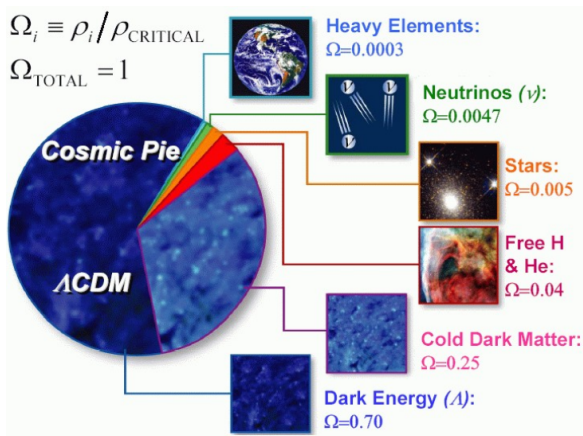 Ωᵢ ≡ ρᵢ/ρCRITICAL
ΩTOTAL = 1
Cosmic Pie
ΛCDM
Heavy Elements:
Ω=0.0003
ν
ν
ν
Neutrinos (ν):
Ω=0.0047
Stars:
Ω=0.005
Free H
& He:
Ω=0.04
Cold Dark Matter:
Ω=0.25
Dark Energy (Λ):
Ω=0.70